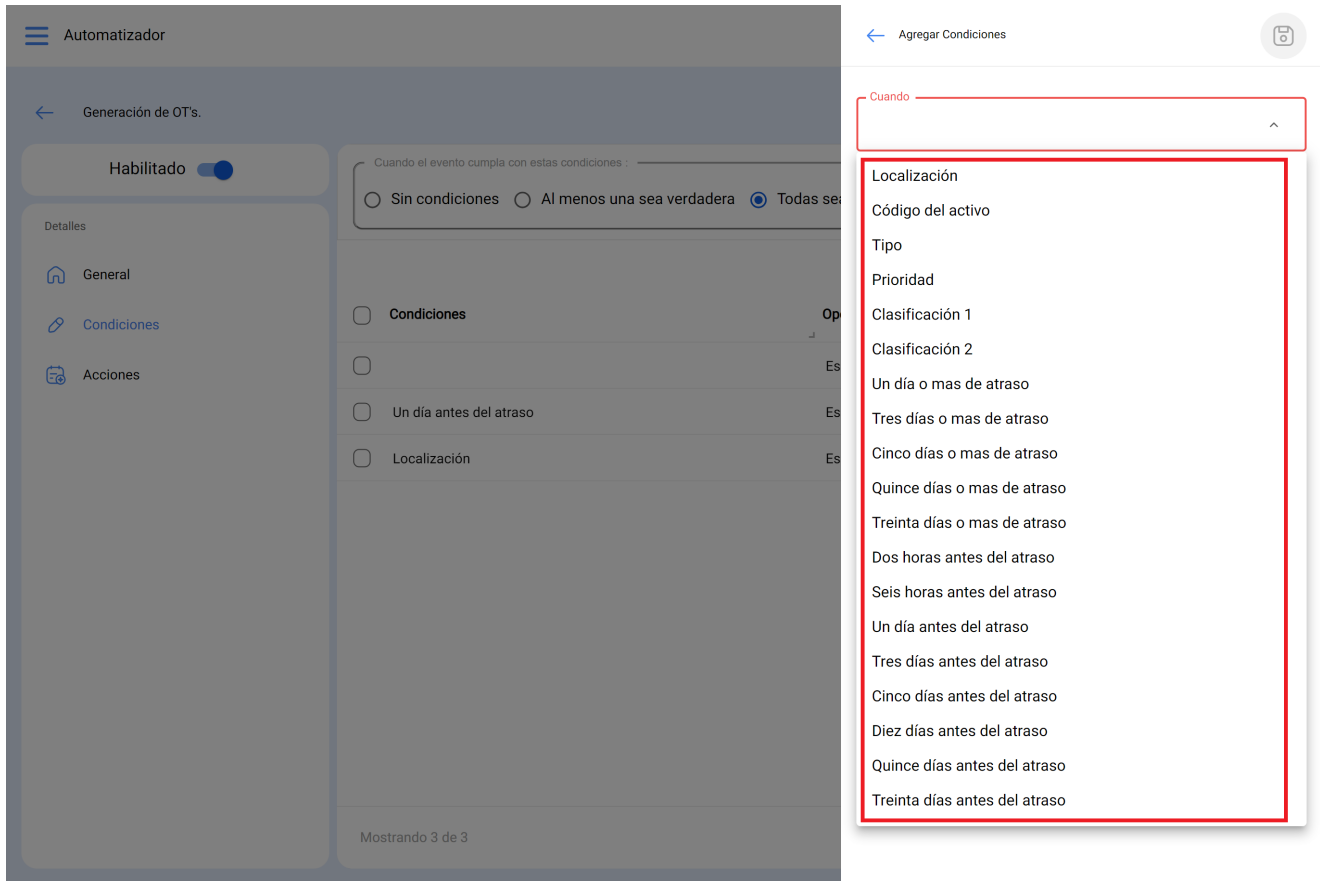 Automatizador
Generación de OT's.
Habilitado
Detalles
General
Condiciones
Acciones
Cuando el evento cumpla con estas condiciones :
Sin condiciones Al menos una sea verdadera Todas sea
Condiciones Op
Es
Un día antes del atraso Es
Localización Es
Mostrando 3 de 3
Agregar Condiciones
Cuando
Localización
Código del activo
Tipo
Prioridad
Clasificación 1
Clasificación 2
Un día o mas de atraso
Tres días o mas de atraso
Cinco días o mas de atraso
Quince días o mas de atraso
Treinta días o mas de atraso
Dos horas antes del atraso
Seis horas antes del atraso
Un día antes del atraso
Tres días antes del atraso
Cinco días antes del atraso
Diez días antes del atraso
Quince días antes del atraso
Treinta días antes del atraso